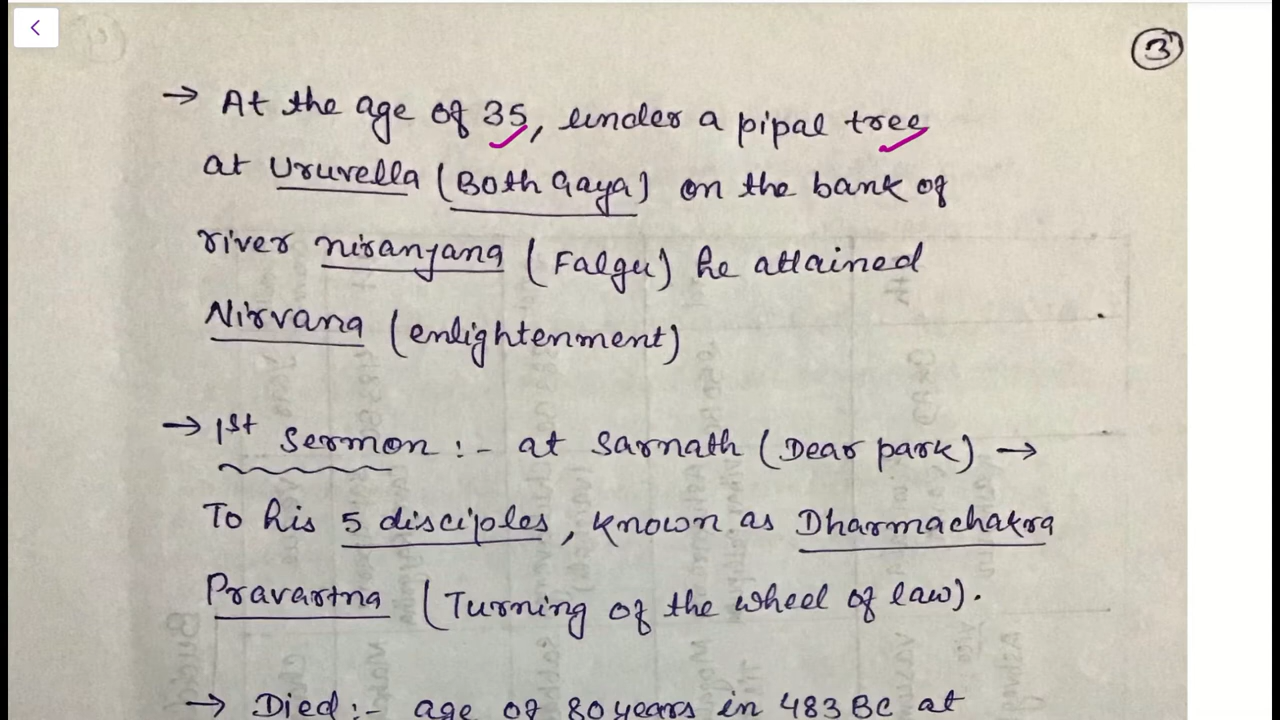 3
→ At the age of 35, under a pipal tree
at Uruvella (Both Gaya) on the bank of
river niranjana (Falgu) he attained
Nirvana (enlightenment)
→ 1st Sermon :- at Sarnath (Dear park) →
To his 5 disciples, known as Dharmachakra
Pravartna (Turning of the wheel of law).
→ Died :- age of 80 years in 483 BC at